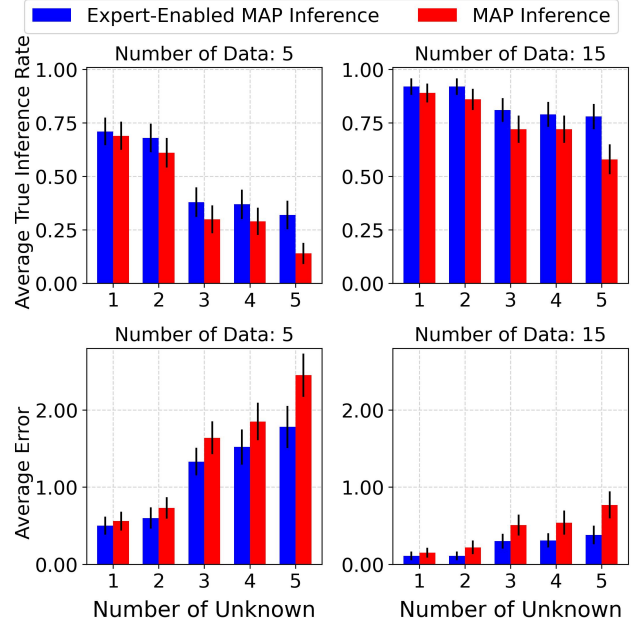 Expert-Enabled MAP Inference MAP Inference
Number of Data: 5 Number of Data: 15
Average True Inference Rate
1.00 1.00
0.75 0.75
0.50 0.50
0.25 0.25
0.00 0.00
1 2 3 4 5 1 2 3 4 5
Number of Data: 5 Number of Data: 15
Average Error
2.00 2.00
1.00 1.00
0.00 0.00
1 2 3 4 5 1 2 3 4 5
Number of Unknown Number of Unknown